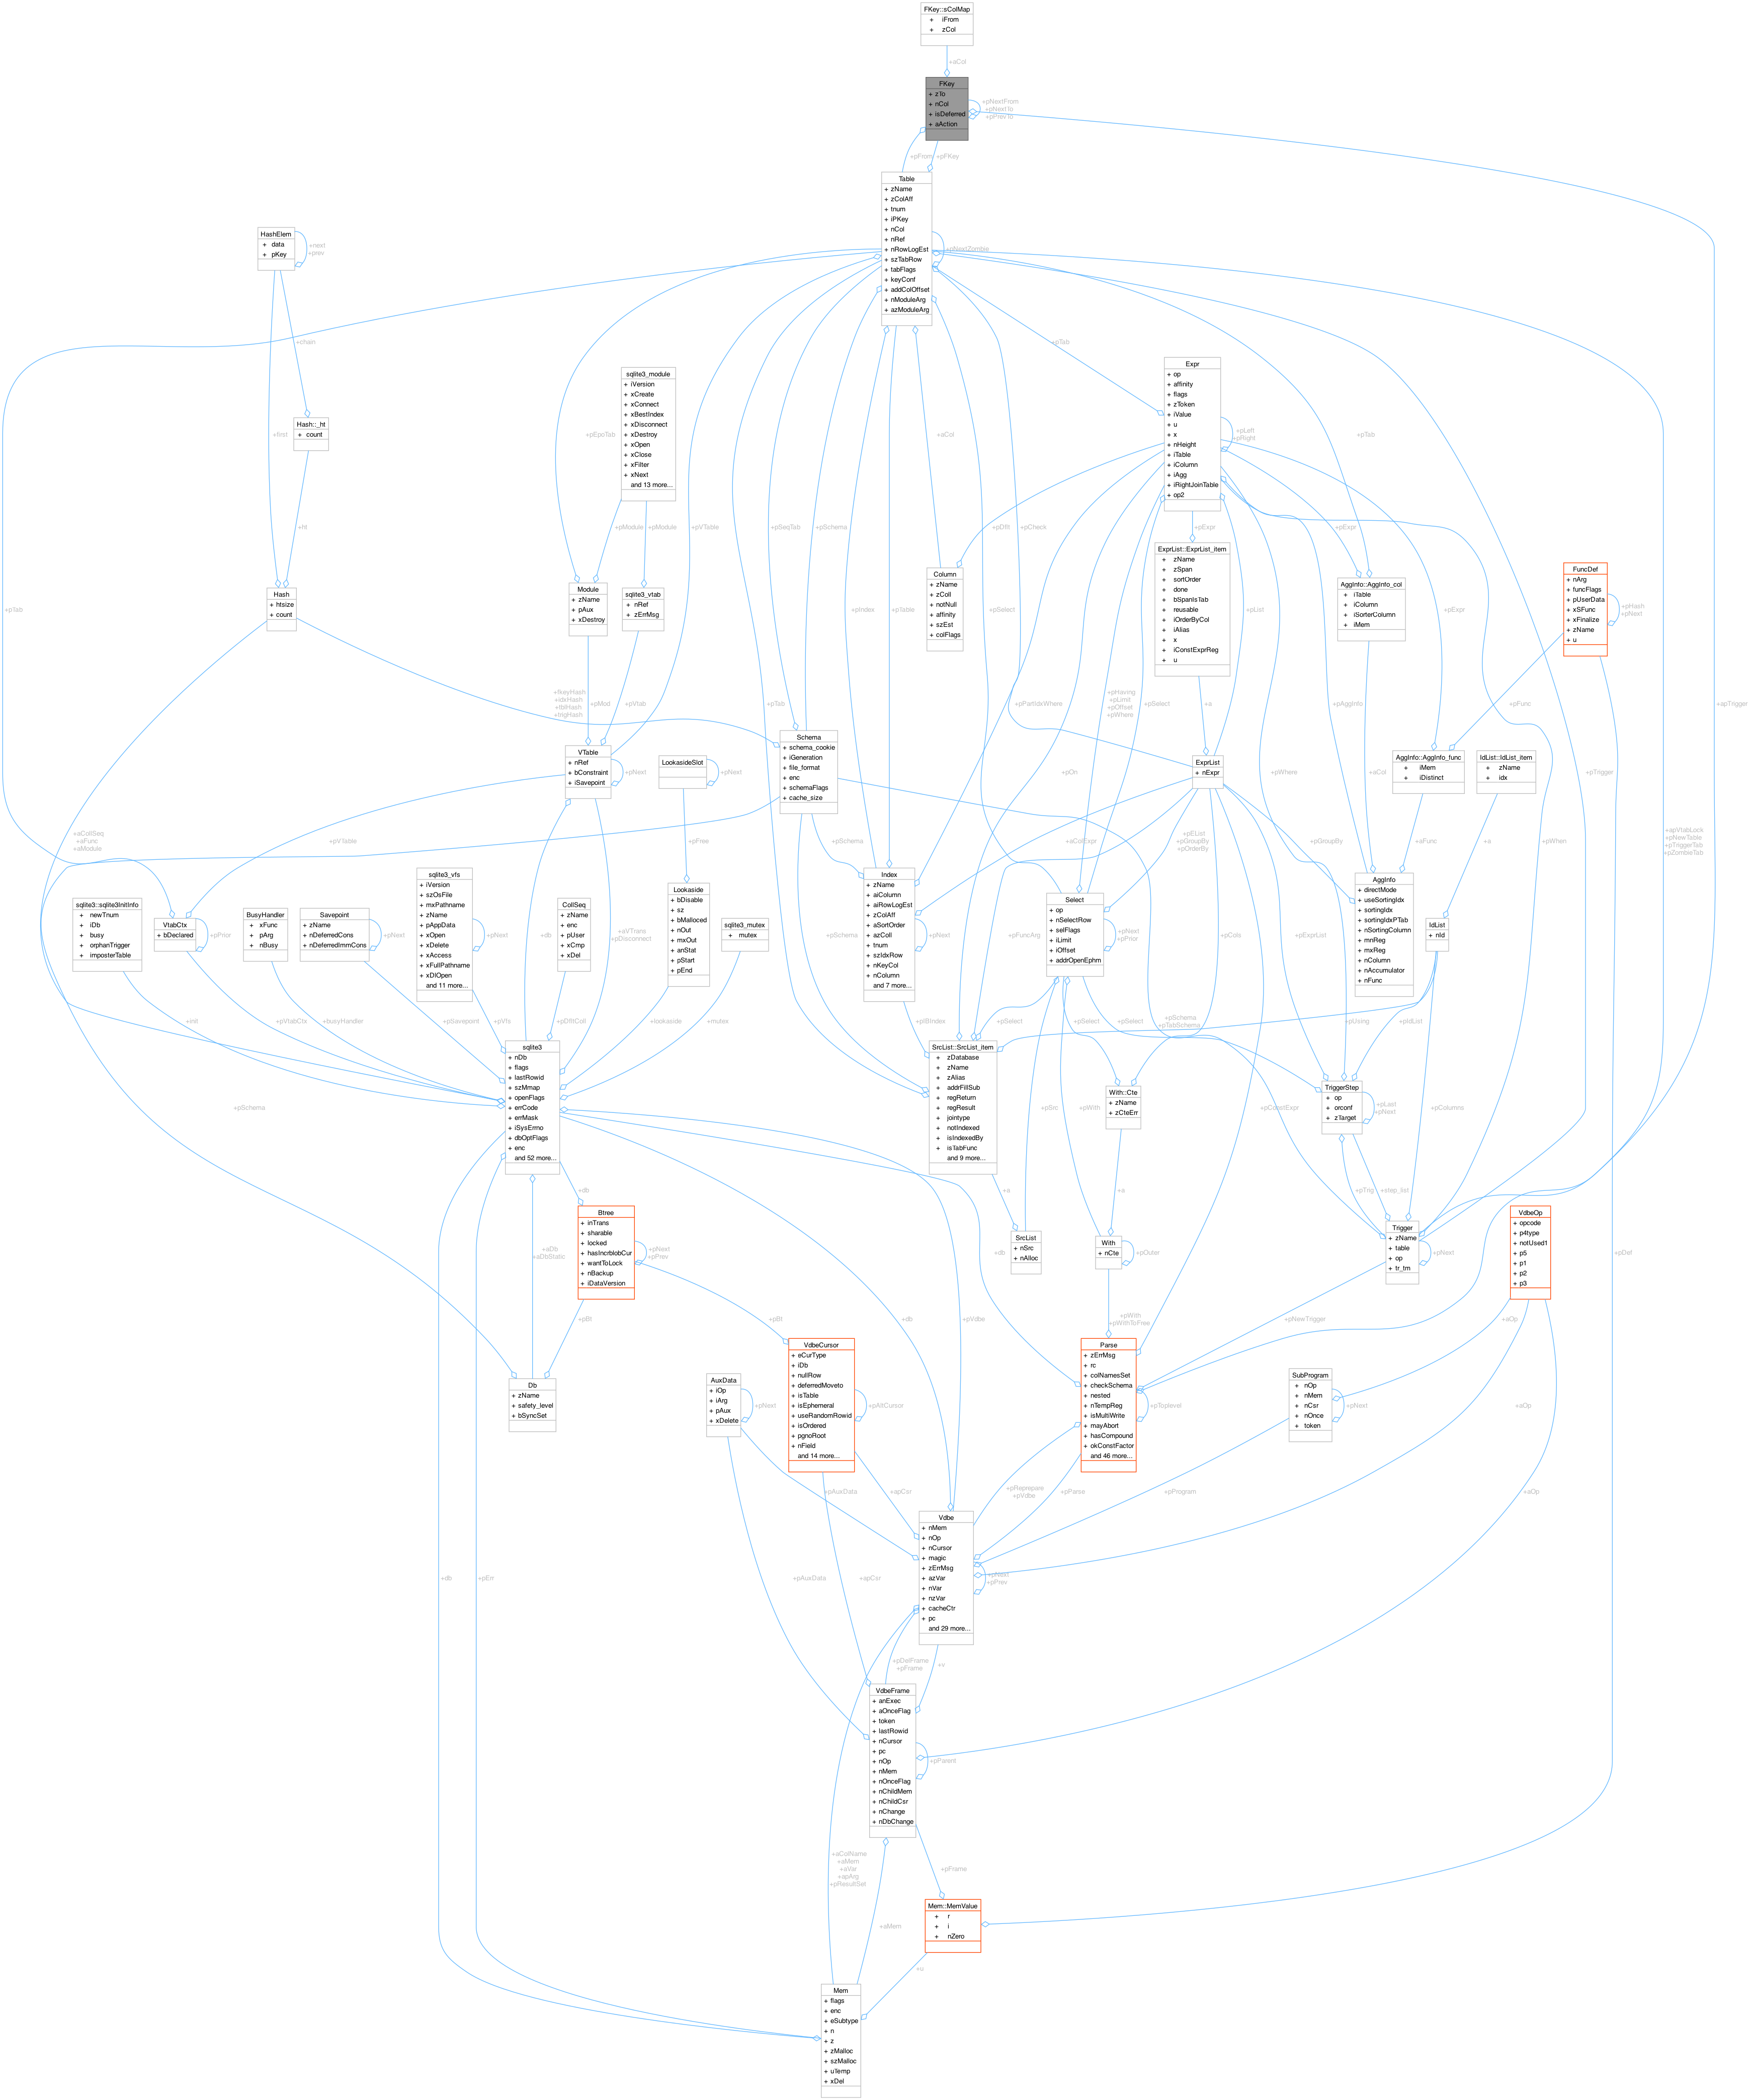 FKey::sColMap
+ iFrom
+ zCol
+aCol
FKey
+ zTo
+ nCol
+ isDeferred
+ aAction
+pNextFrom
+pNextTo
+pPrevTo
+pFrom
+pFKey
Table
+ zName
+ zColAff
+ tnum
+ iPKey
+ nCol
+ nRef
+ nRowLogEst
+ szTabRow
+ tabFlags
+ keyConf
+ addColOffset
+ nModuleArg
+ azModuleArg
+pNextZombie
HashElem
+ data
+ pKey
+next
+prev
+chain
+first
Hash::_ht
+ count
+ht
Hash
+ htsize
+ count
sqlite3_module
+ iVersion
+ xCreate
+ xConnect
+ xBestIndex
+ xDisconnect
+ xDestroy
+ xOpen
+ xClose
+ xFilter
+ xNext
and 13 more...
+pEpoTab
+pModule
+pModule
+pVTable
+pSeqTab
+pSchema
+aCol
+pTab
Expr
+ op
+ affinity
+ flags
+ zToken
+ iValue
+ u
+ x
+ nHeight
+ iTable
+ iColumn
+ iAgg
+ iRightJoinTable
+ op2
+pLeft
+pRight
+pTab
Module
+ zName
+ pAux
+ xDestroy
sqlite3_vtab
+ nRef
+ zErrMsg
+pTab
+pIndex
+pTable
Column
+ zName
+ zColl
+ notNull
+ affinity
+ szEst
+ colFlags
+pDflt
+pCheck
+pSelect
+pExpr
ExprList::ExprList_item
+ zName
+ zSpan
+ sortOrder
+ done
+ bSpanIsTab
+ reusable
+ iOrderByCol
+ iAlias
+ x
+ iConstExprReg
+ u
+pList
+pExpr
AggInfo::AggInfo_col
+ iTable
+ iColumn
+ iSorterColumn
+ iMem
+pExpr
FuncDef
+ nArg
+ funcFlags
+ pUserData
+ xSFunc
+ xFinalize
+ zName
+ u
+pHash
+pNext
+fkeyHash
+idxHash
+tblHash
+trigHash
+pMod
+pVtab
+pTab
+pPartIdxWhere
+pHaving
+pLimit
+pOffset
+pWhere
+pSelect
+a
+pAggInfo
+pFunc
+apTrigger
VTable
+ nRef
+ bConstraint
+ iSavepoint
+pNext
LookasideSlot
+pNext
Schema
+ schema_cookie
+ iGeneration
+ file_format
+ enc
+ schemaFlags
+ cache_size
+pOn
ExprList
+ nExpr
+pWhere
+aCol
AggInfo::AggInfo_func
+ iMem
+ iDistinct
IdList::IdList_item
+ zName
+ idx
+pTrigger
+aCollSeq
+aFunc
+aModule
+pVTable
+pFree
+pSchema
+aColExpr
+pEList
+pGroupBy
+pOrderBy
+pGroupBy
+aFunc
+a
+pWhen
+apVtabLock
+pNewTable
+pTriggerTab
+pZombieTab
sqlite3::sqlite3InitInfo
+ newTnum
+ iDb
+ busy
+ orphanTrigger
+ imposterTable
VtabCtx
+ bDeclared
+pPrior
BusyHandler
+ xFunc
+ pArg
+ nBusy
Savepoint
+ zName
+ nDeferredCons
+ nDeferredImmCons
+pNext
sqlite3_vfs
+ iVersion
+ szOsFile
+ mxPathname
+ zName
+ pAppData
+ xOpen
+ xDelete
+ xAccess
+ xFullPathname
+ xDlOpen
and 11 more...
+pNext
+db
CollSeq
+ zName
+ enc
+ pUser
+ xCmp
+ xDel
+aVTrans
+pDisconnect
Lookaside
+ bDisable
+ sz
+ bMalloced
+ nOut
+ mxOut
+ anStat
+ pStart
+ pEnd
sqlite3_mutex
+ mutex
+pSchema
Index
+ zName
+ aiColumn
+ aiRowLogEst
+ zColAff
+ aSortOrder
+ azColl
+ tnum
+ szIdxRow
+ nKeyCol
+ nColumn
and 7 more...
+pNext
+pFuncArg
Select
+ op
+ nSelectRow
+ selFlags
+ iLimit
+ iOffset
+ addrOpenEphm
+pNext
+pPrior
+pCols
+pExprList
AggInfo
+ directMode
+ useSortingIdx
+ sortingIdx
+ sortingIdxPTab
+ nSortingColumn
+ mnReg
+ mxReg
+ nColumn
+ nAccumulator
+ nFunc
IdList
+ nId
+init
+pVtabCtx
+busyHandler
+pSavepoint
+pVfs
+pDfltColl
+lookaside
+mutex
+pIBIndex
+pSelect
+pSelect
+pSelect
+pSchema
+pTabSchema
+pUsing
+pIdList
sqlite3
+ nDb
+ flags
+ lastRowid
+ szMmap
+ openFlags
+ errCode
+ errMask
+ iSysErrno
+ dbOptFlags
+ enc
and 52 more...
SrcList::SrcList_item
+ zDatabase
+ zName
+ zAlias
+ addrFillSub
+ regReturn
+ regResult
+ jointype
+ notIndexed
+ isIndexedBy
+ isTabFunc
and 9 more...
+pSchema
+pSrc
+pWith
With::Cte
+ zName
+ zCteErr
+pConstExpr
TriggerStep
+ op
+ orconf
+ zTarget
+pLast
+pNext
+pColumns
+db
+a
+a
+pTrig
+step_list
Btree
+ inTrans
+ sharable
+ locked
+ hasIncrblobCur
+ wantToLock
+ nBackup
+ iDataVersion
+pNext
+pPrev
+aDb
+aDbStatic
SrcList
+ nSrc
+ nAlloc
+db
With
+ nCte
+pOuter
Trigger
+ zName
+ table
+ op
+ tr_tm
+pNext
VdbeOp
+ opcode
+ p4type
+ notUsed1
+ p5
+ p1
+ p2
+ p3
+pDef
+pBt
+pBt
+db
+pVdbe
+pWith
+pWithToFree
+pNewTrigger
+aOp
Db
+ zName
+ safety_level
+ bSyncSet
AuxData
+ iOp
+ iArg
+ pAux
+ xDelete
+pNext
VdbeCursor
+ eCurType
+ iDb
+ nullRow
+ deferredMoveto
+ isTable
+ isEphemeral
+ useRandomRowid
+ isOrdered
+ pgnoRoot
+ nField
and 14 more...
+pAltCursor
Parse
+ zErrMsg
+ rc
+ colNamesSet
+ checkSchema
+ nested
+ nTempReg
+ isMultiWrite
+ mayAbort
+ hasCompound
+ okConstFactor
and 46 more...
+pToplevel
SubProgram
+ nOp
+ nMem
+ nCsr
+ nOnce
+ token
+pNext
+aOp
+pAuxData
+apCsr
+pReprepare
+pVdbe
+pParse
+pProgram
+aOp
Vdbe
+ nMem
+ nOp
+ nCursor
+ magic
+ zErrMsg
+ azVar
+ nVar
+ nzVar
+ cacheCtr
+ pc
and 29 more...
+pNext
+pPrev
+db
+pErr
+pAuxData
+apCsr
+pDelFrame
+pFrame
+v
VdbeFrame
+ anExec
+ aOnceFlag
+ token
+ lastRowid
+ nCursor
+ pc
+ nOp
+ nMem
+ nOnceFlag
+ nChildMem
+ nChildCsr
+ nChange
+ nDbChange
+pParent
+aColName
+aMem
+aVar
+apArg
+pResultSet
+pFrame
+aMem
Mem::MemValue
+ r
+ i
+ nZero
+u
Mem
+ flags
+ enc
+ eSubtype
+ n
+ z
+ zMalloc
+ szMalloc
+ uTemp
+ xDel